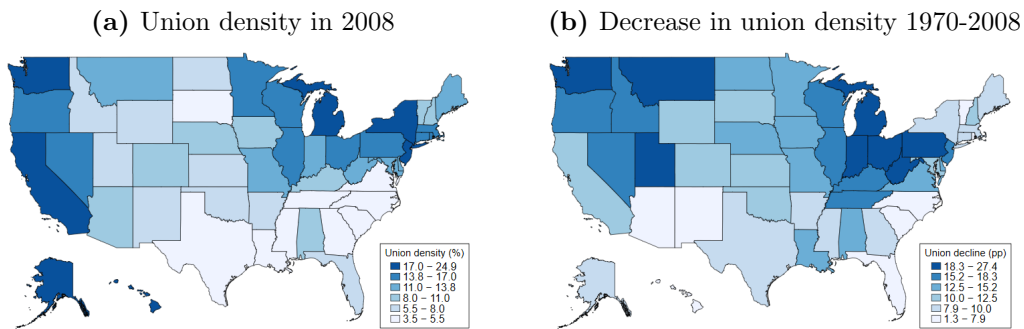 (a) Union density in 2008
(b) Decrease in union density 1970-2008
Union density (%)
17.0 – 24.9
13.8 – 17.0
11.0 – 13.8
8.0 – 11.0
5.5 – 8.0
3.5 – 5.5
Union decline (pp)
18.3 – 27.4
15.2 – 18.3
12.5 – 15.2
10.0 – 12.5
7.9 – 10.0
1.3 – 7.9